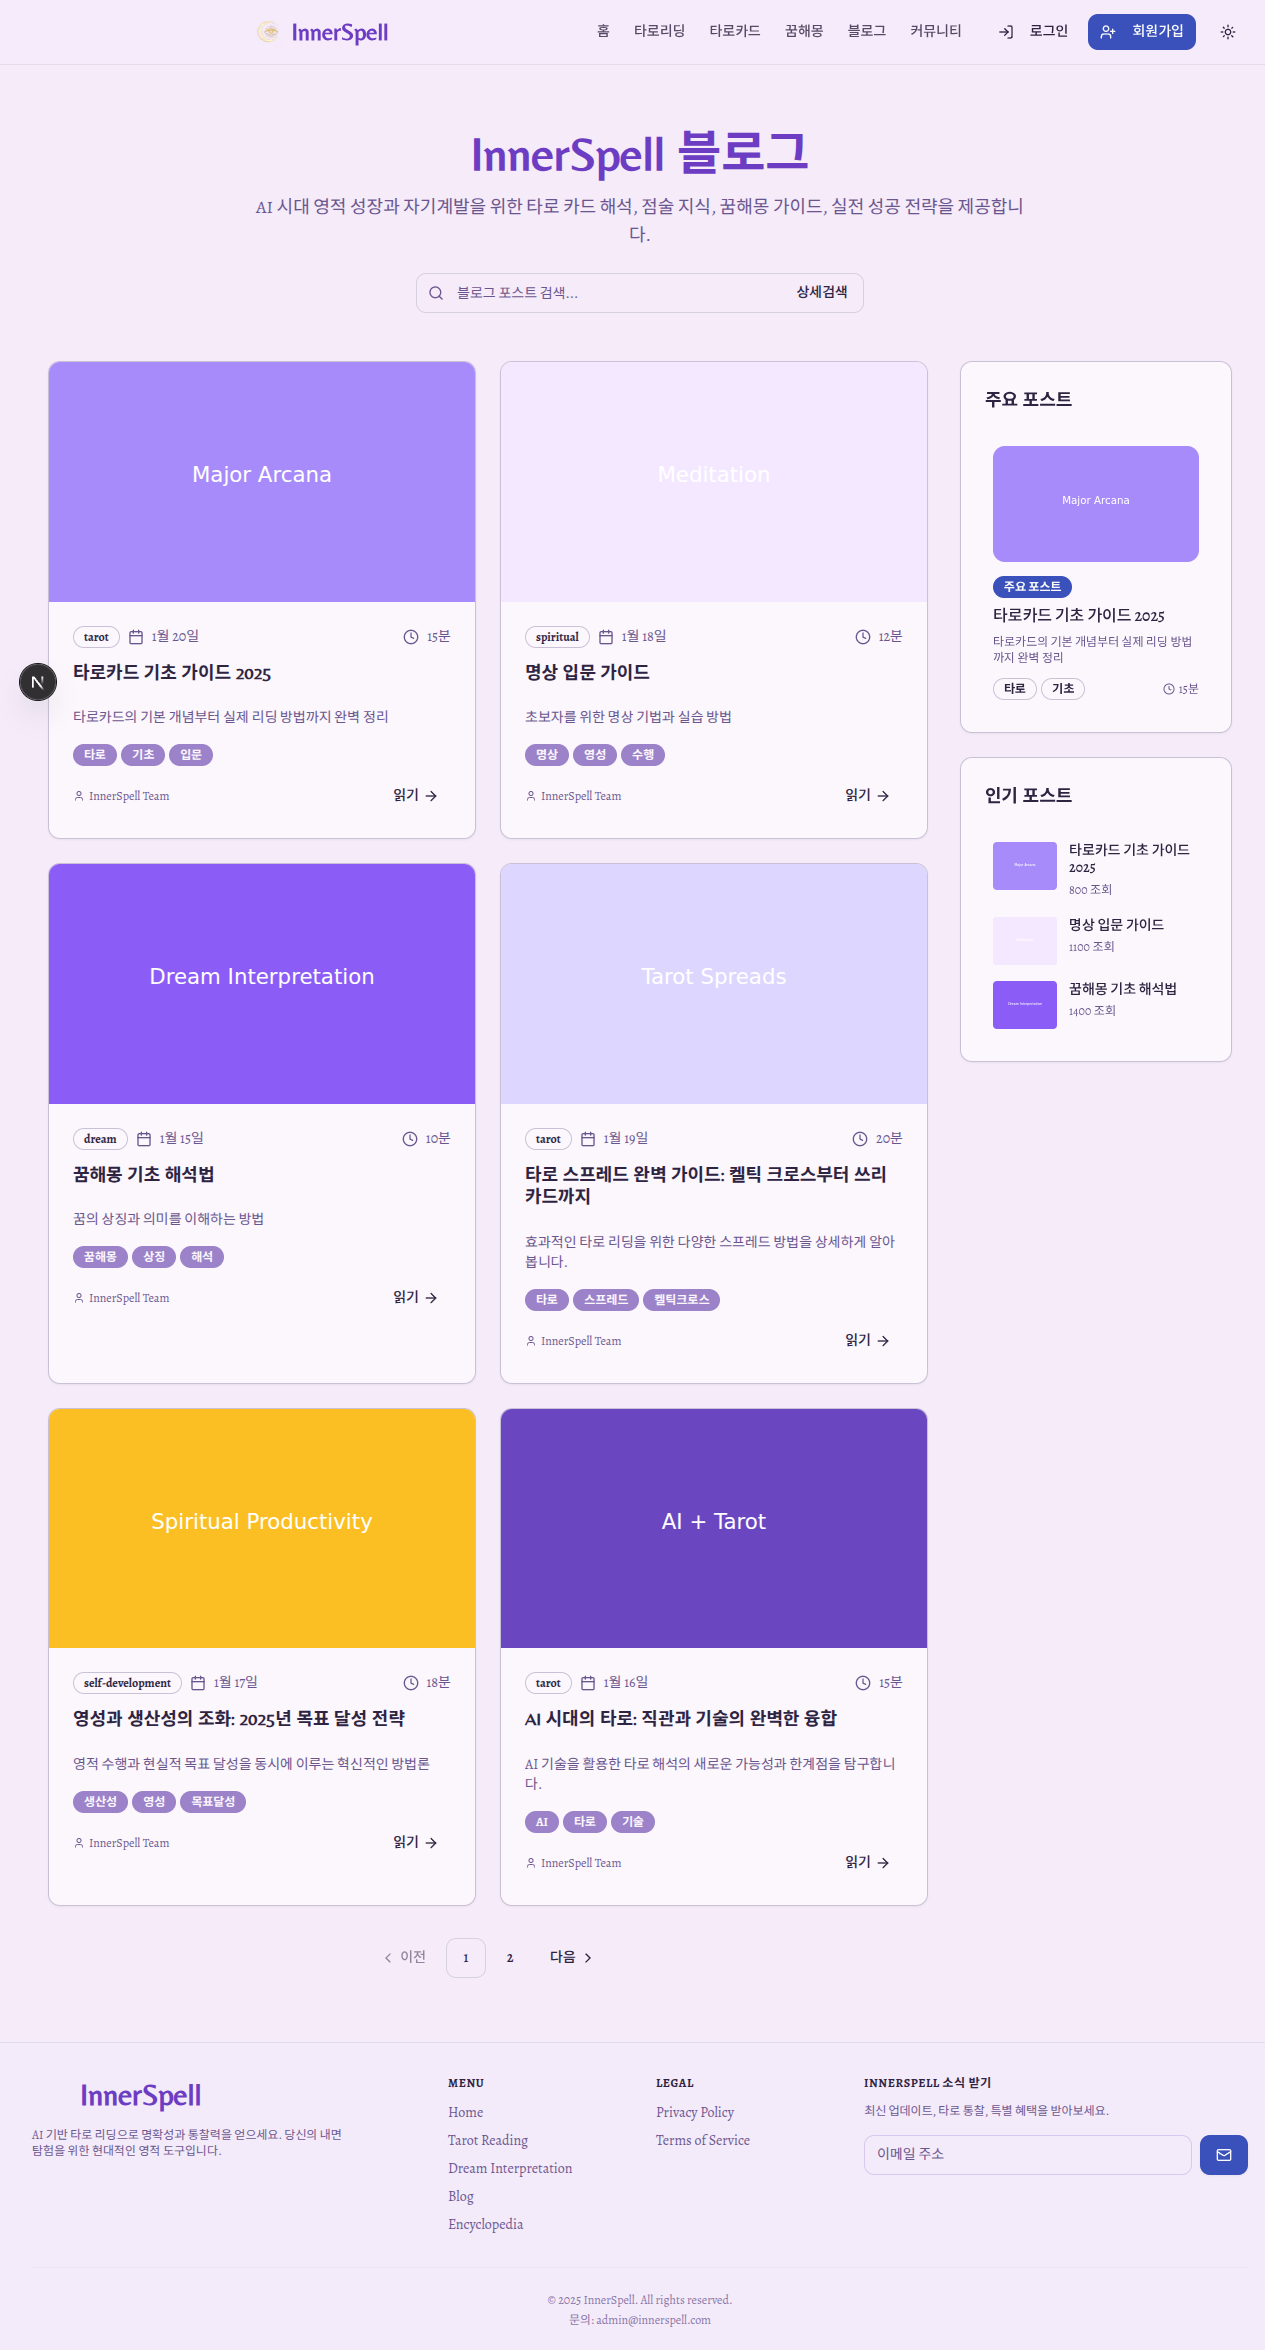 InnerSpell
홈 타로리딩 타로카드 꿈해몽 블로그 커뮤니티 로그인 회원가입
InnerSpell 블로그
AI 시대 영적 성장과 자기계발을 위한 타로 카드 해석, 점술 지식, 꿈해몽 가이드, 실전 성공 전략을 제공합니
다.
블로그 포스트 검색... 상세검색
Major Arcana
tarot 1월 20일 15분
타로카드 기초 가이드 2025
타로카드의 기본 개념부터 실제 리딩 방법까지 완벽 정리
타로 기초 입문
InnerSpell Team 읽기
Meditation
spiritual 1월 18일 12분
명상 입문 가이드
초보자를 위한 명상 기법과 실습 방법
명상 영성 수행
InnerSpell Team 읽기
Dream Interpretation
dream 1월 15일 10분
꿈해몽 기초 해석법
꿈의 상징과 의미를 이해하는 방법
꿈해몽 상징 해석
InnerSpell Team 읽기
Tarot Spreads
tarot 1월 19일 20분
타로 스프레드 완벽 가이드: 켈틱 크로스부터 쓰리
카드까지
효과적인 타로 리딩을 위한 다양한 스프레드 방법을 상세하게 알아
봅니다.
타로 스프레드 켈틱크로스
InnerSpell Team 읽기
Spiritual Productivity
self-development 1월 17일 18분
영성과 생산성의 조화: 2025년 목표 달성 전략
영적 수행과 현실적 목표 달성을 동시에 이루는 혁신적인 방법론
생산성 영성 목표달성
InnerSpell Team 읽기
AI + Tarot
tarot 1월 16일 15분
AI 시대의 타로: 직관과 기술의 완벽한 융합
AI 기술을 활용한 타로 해석의 새로운 가능성과 한계점을 탐구합니
다.
AI 타로 기술
InnerSpell Team 읽기
이전 1 2 다음
주요 포스트
Major Arcana
주요 포스트
타로카드 기초 가이드 2025
타로카드의 기본 개념부터 실제 리딩 방법
까지 완벽 정리
타로 기초 15분
인기 포스트
Major Arcana
타로카드 기초 가이드
2025
800 조회
명상 입문 가이드
1100 조회
Dream Interpretation
꿈해몽 기초 해석법
1400 조회
N
InnerSpell
AI 기반 타로 리딩으로 명확성과 통찰력을 얻으세요. 당신의 내면
탐험을 위한 현대적인 영적 도구입니다.
MENU
Home
Tarot Reading
Dream Interpretation
Blog
Encyclopedia
LEGAL
Privacy Policy
Terms of Service
INNERSPELL 소식 받기
최신 업데이트, 타로 통찰, 특별 혜택을 받아보세요.
이메일 주소
© 2025 InnerSpell. All rights reserved.
문의: admin@innerspell.com